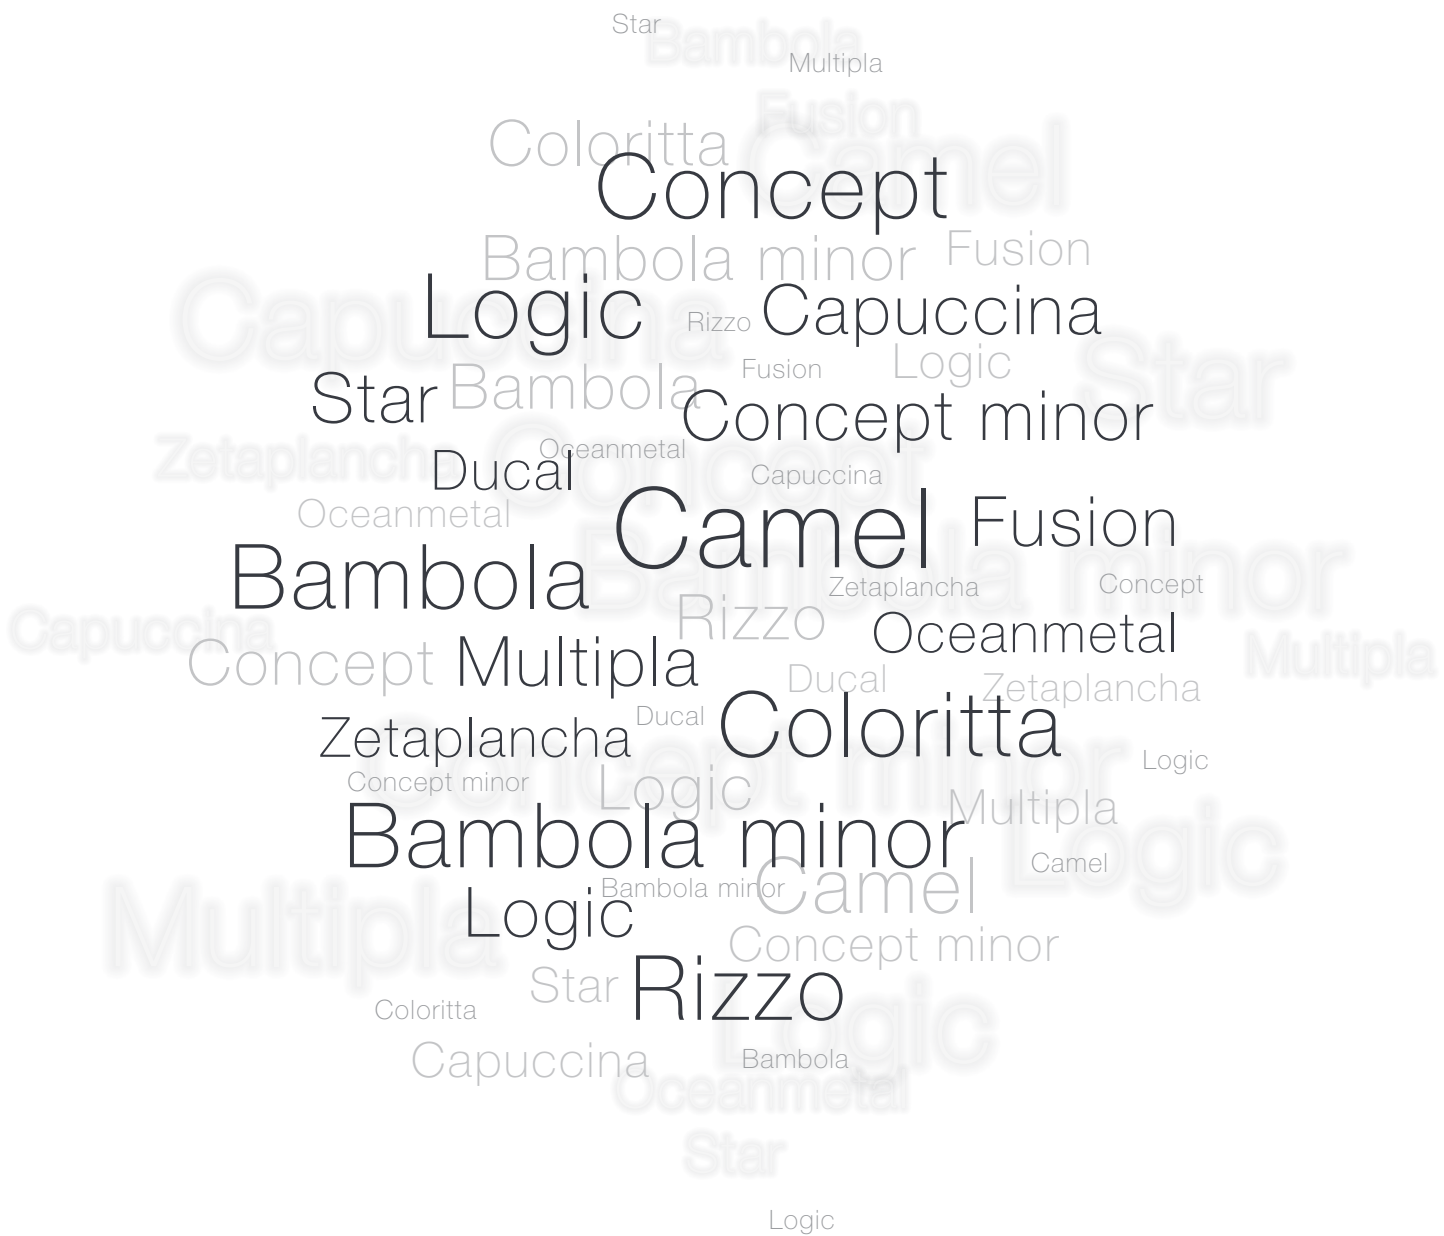 Star
Bambola
Multipla
Fusion
Coloritta
Camel
Concept
Bambola minor
Fusion
Logic
Capuccina
Rizzo
Capuccina
Star
Bambola
Fusion
Logic
Star
Concept minor
Zetaplancha
Concept
Oceanmetal
Ducal
Capuccina
Oceanmetal
Camel
Fusion
Bambola
Bambola minor
Zetaplancha
Concept
Capuccina
Rizzo
Oceanmetal
Multipla
Concept
Multipla
Ducal
Zetaplancha
Zetaplancha
Ducal
Coloritta
Concept minor
Logic
Concept minor
Logic
Multipla
Bambola minor
Logic
Camel
Multipla
Bambola minor
Camel
Logic
Concept minor
Star
Rizzo
Coloritta
Logic
Capuccina
Bambola
Oceanmetal
Star
Logic